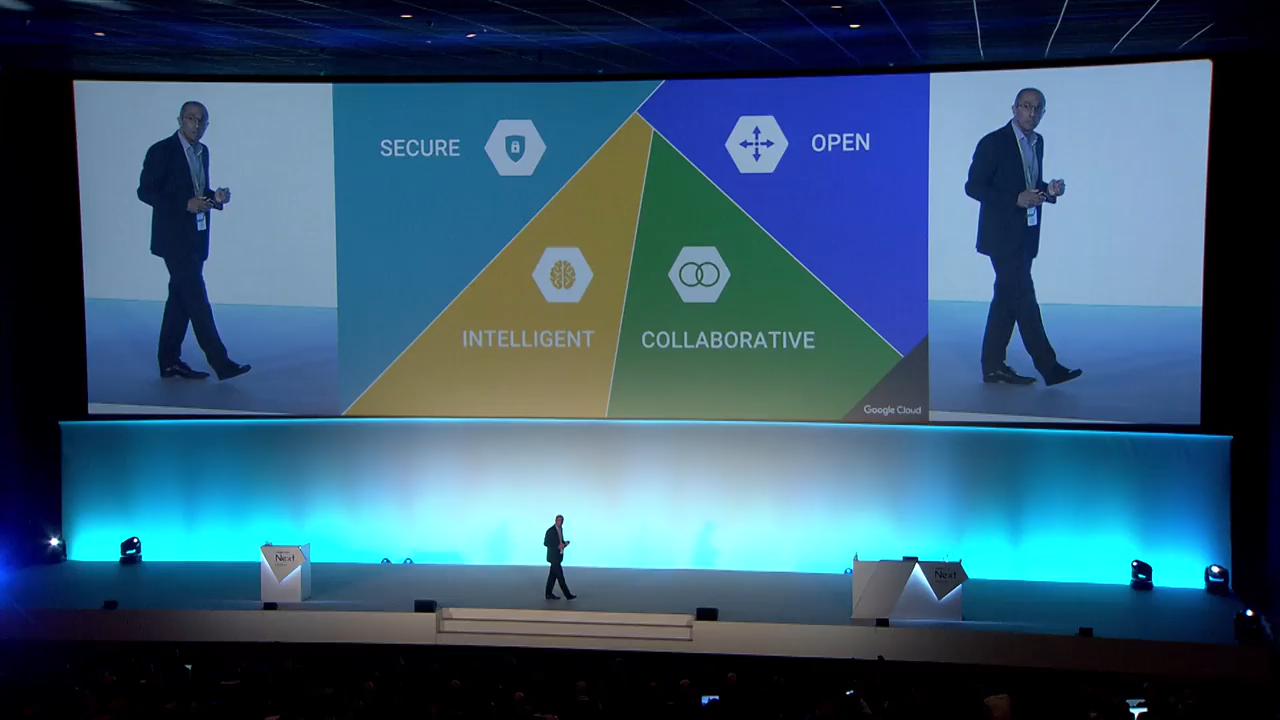 SECURE
OPEN
INTELLIGENT
COLLABORATIVE
Google Cloud
Next
Next